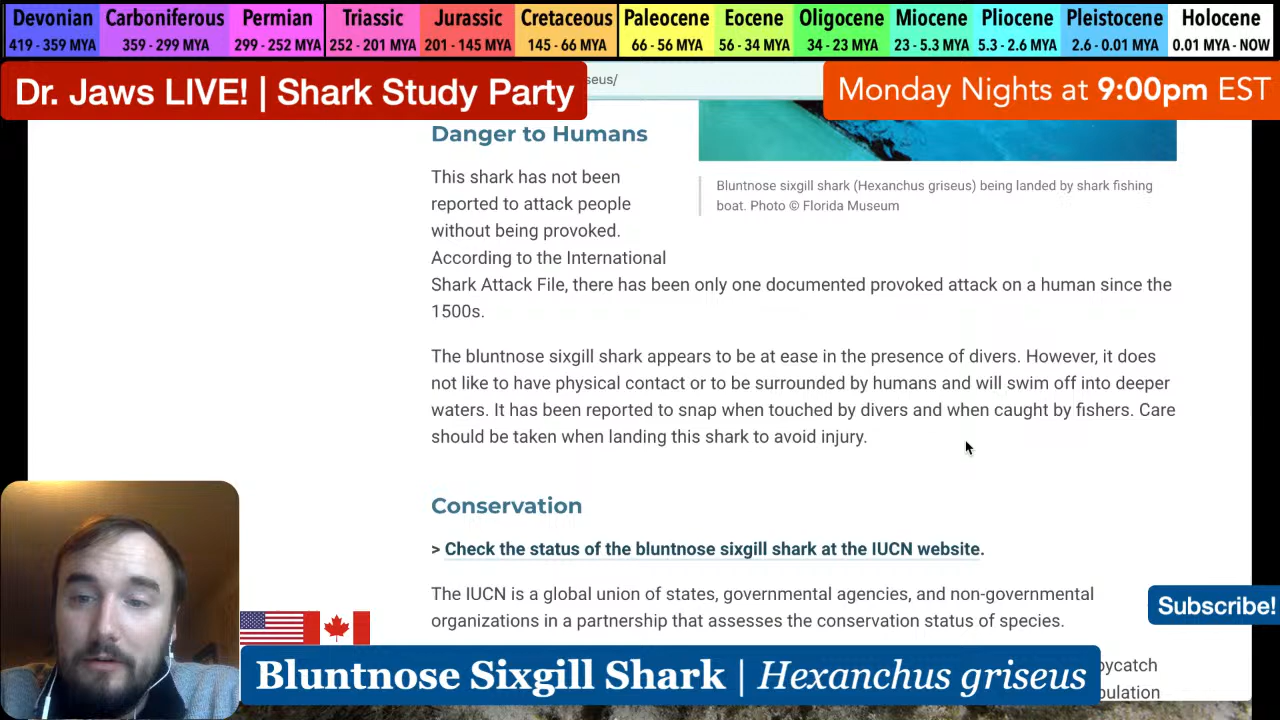 Devonian
419 - 359 MYA
Carboniferous
359 - 299 MYA
Permian
299 - 252 MYA
Triassic
252 - 201 MYA
Jurassic
201 - 145 MYA
Cretaceous
145 - 66 MYA
Paleocene
66 - 56 MYA
Eocene
56 - 34 MYA
Oligocene
34 - 23 MYA
Miocene
23 - 5.3 MYA
Pliocene
5.3 - 2.6 MYA
Pleistocene
2.6 - 0.01 MYA
Holocene
0.01 MYA - NOW
Dr. Jaws LIVE! | Shark Study Party
seus/
Monday Nights at 9:00pm EST
Danger to Humans
This shark has not been
reported to attack people
without being provoked.
According to the International
Shark Attack File, there has been only one documented provoked attack on a human since the
1500s.
Bluntnose sixgill shark (Hexanchus griseus) being landed by shark fishing
boat. Photo © Florida Museum
The bluntnose sixgill shark appears to be at ease in the presence of divers. However, it does
not like to have physical contact or to be surrounded by humans and will swim off into deeper
waters. It has been reported to snap when touched by divers and when caught by fishers. Care
should be taken when landing this shark to avoid injury.
Conservation
> Check the status of the bluntnose sixgill shark at the IUCN website.
The IUCN is a global union of states, governmental agencies, and non-governmental
organizations in a partnership that assesses the conservation status of species.
Subscribe!
bycatch
Bluntnose Sixgill Shark | Hexanchus griseus